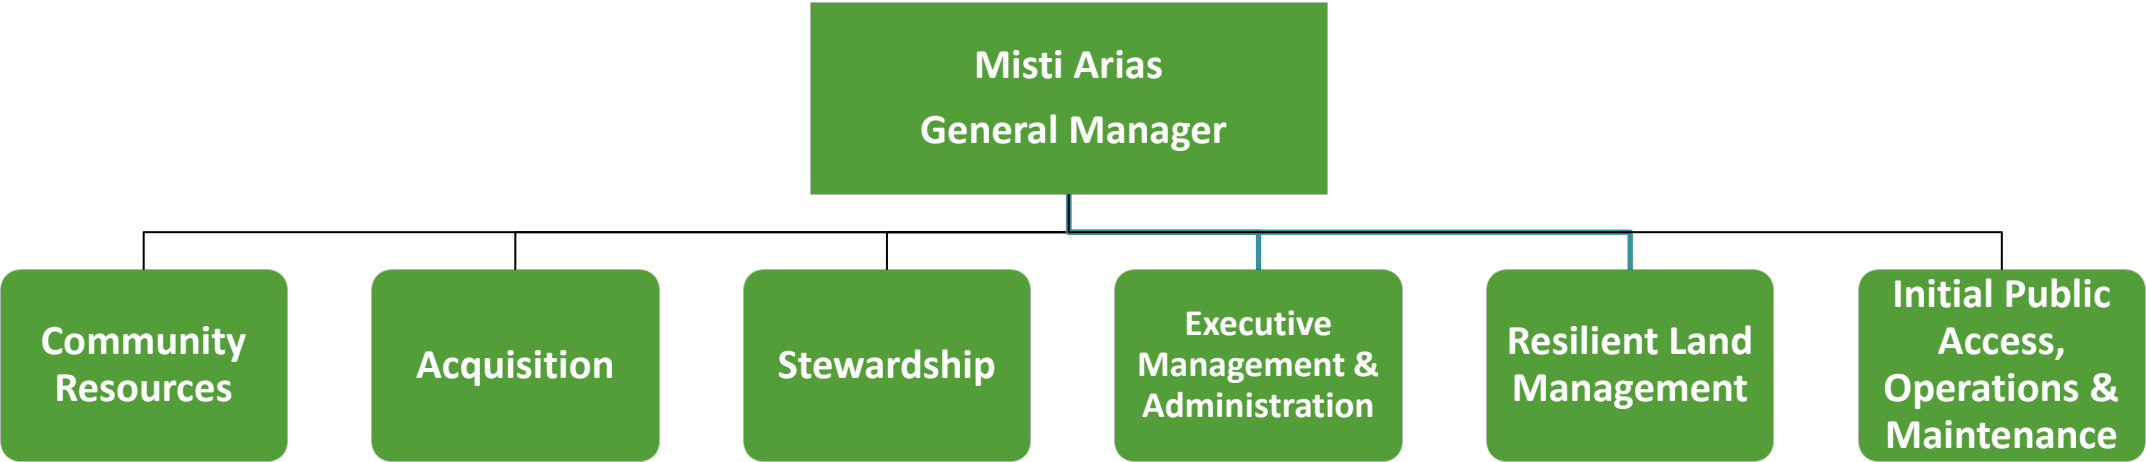 Misti Arias
General Manager
Community
Resources
Acquisition
Stewardship
Executive
Management &
Administration
Resilient Land
Management
Initial Public
Access,
Operations &
Maintenance